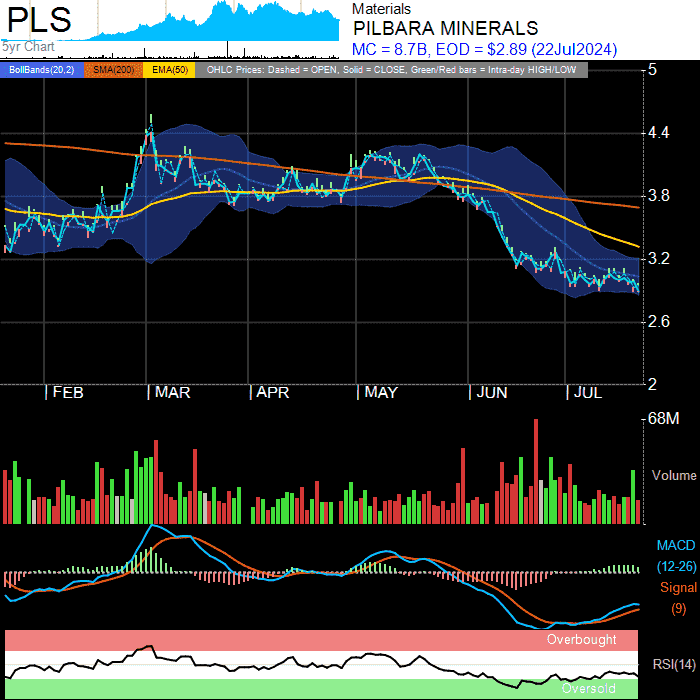 PLS
5yr Chart
Materials
PILBARA MINERALS
MC = 8.7B, EOD = $2.89 (22Jul2024)
BollBands(20,2) SMA(200) EMA(50) OHLC Prices: Dashed = OPEN, Solid = CLOSE, Green/Red bars = Intra-day HIGH/LOW
5
4.4
3.8
3.2
2.6
2
FEB MAR APR MAY JUN JUL
68M
Volume
MACD
(12-26)
Signal
(9)
Overbought
RSI(14)
Oversold